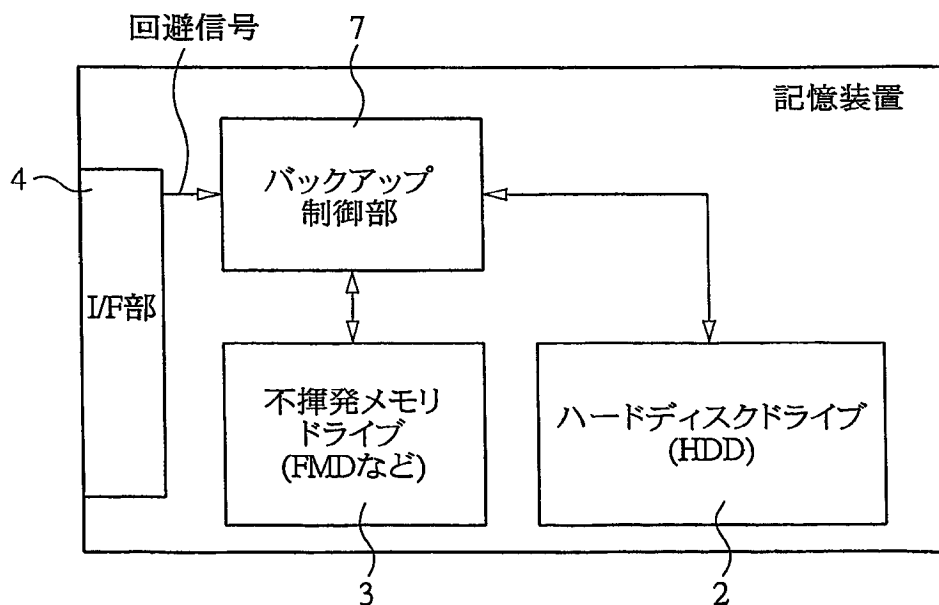 回避信号
7
記憶装置
4
バックアップ
制御部
I/F部
不揮発メモリ
ドライブ
(FMDなど)
ハードディスクドライブ
(HDD)
3
2